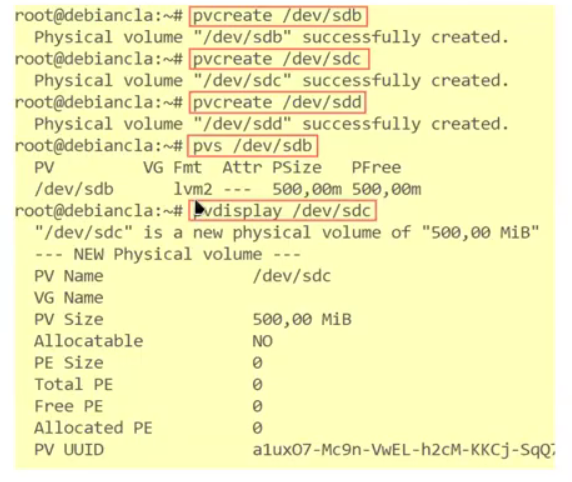 root@debiancla:~# pvcreate /dev/sdb
Physical volume "/dev/sdb" successfully created.
root@debiancla:~# pvcreate /dev/sdc
Physical volume "/dev/sdc" successfully created.
root@debiancla:~# pvcreate /dev/sdd
Physical volume "/dev/sdd" successfully created.
root@debiancla:~# pvs /dev/sdb
PV VG Fmt Attr PSize PFree
/dev/sdb lvm2 --- 500,00m 500,00m
root@debiancla:~# pvdisplay /dev/sdc
"/dev/sdc" is a new physical volume of "500,00 MiB"
--- NEW Physical volume ---
PV Name /dev/sdc
VG Name
PV Size 500,00 MiB
Allocatable NO
PE Size 0
Total PE 0
Free PE 0
Allocated PE 0
PV UUID a1uxO7-Mc9n-VwEL-h2cM-KKCj-SqQ7